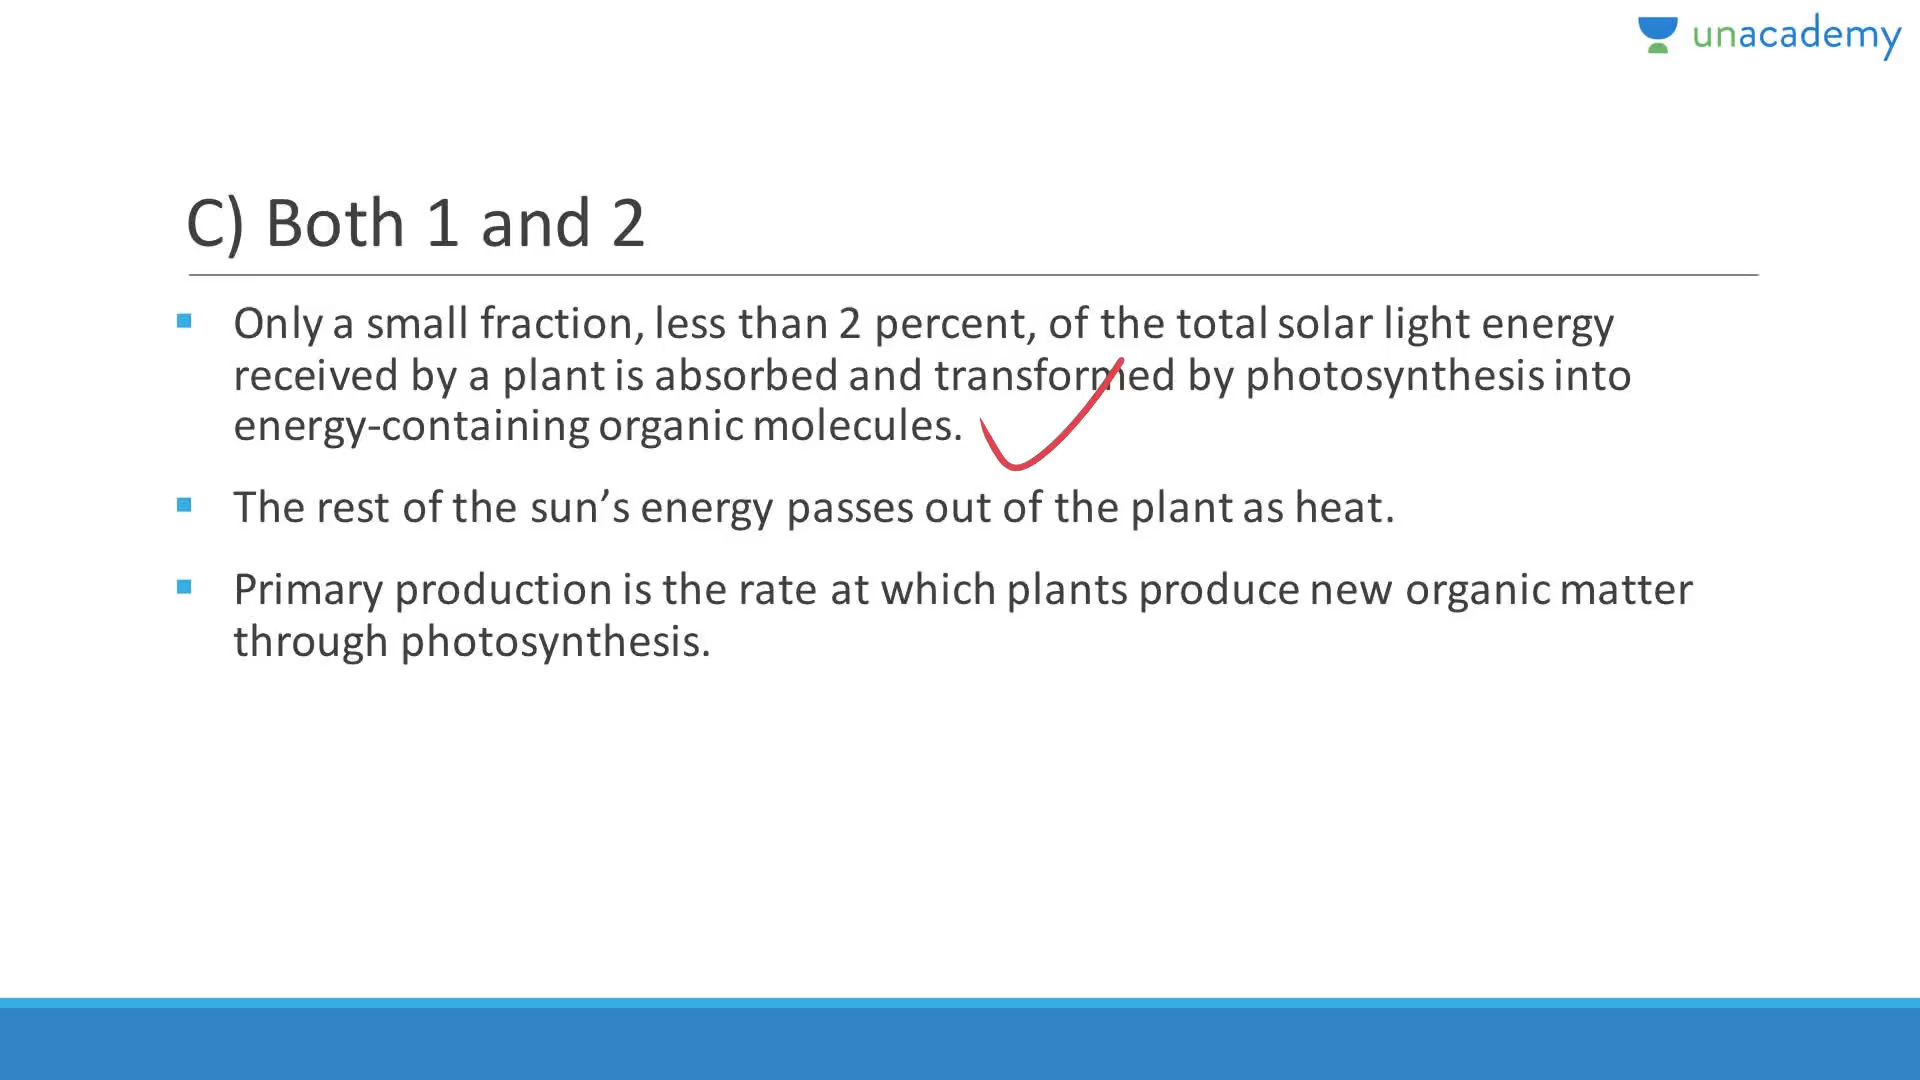 unacademy
C) Both 1 and 2
▪ Only a small fraction, less than 2 percent, of the total solar light energy
received by a plant is absorbed and transformed by photosynthesis into
energy-containing organic molecules.
▪ The rest of the sun’s energy passes out of the plant as heat.
▪ Primary production is the rate at which plants produce new organic matter
through photosynthesis.